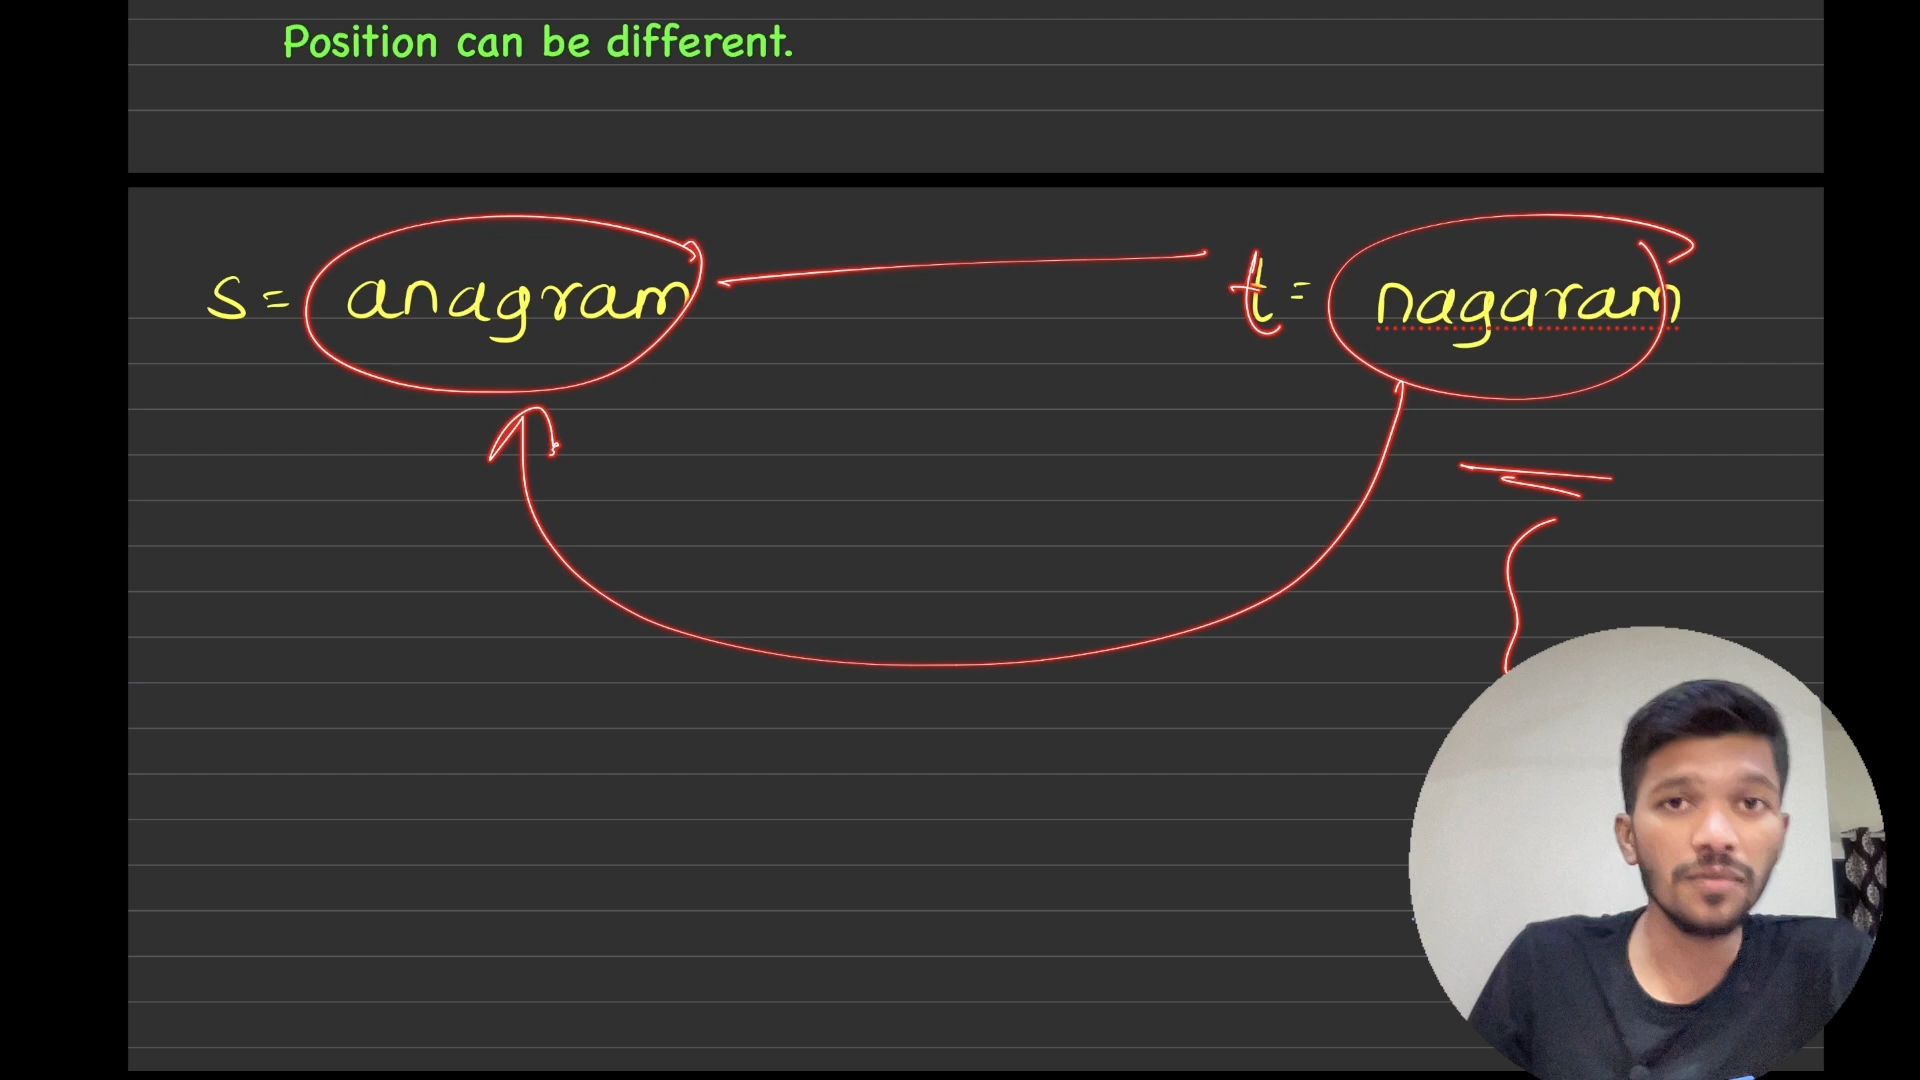 Position can be different.
s = anagram t = nagaram